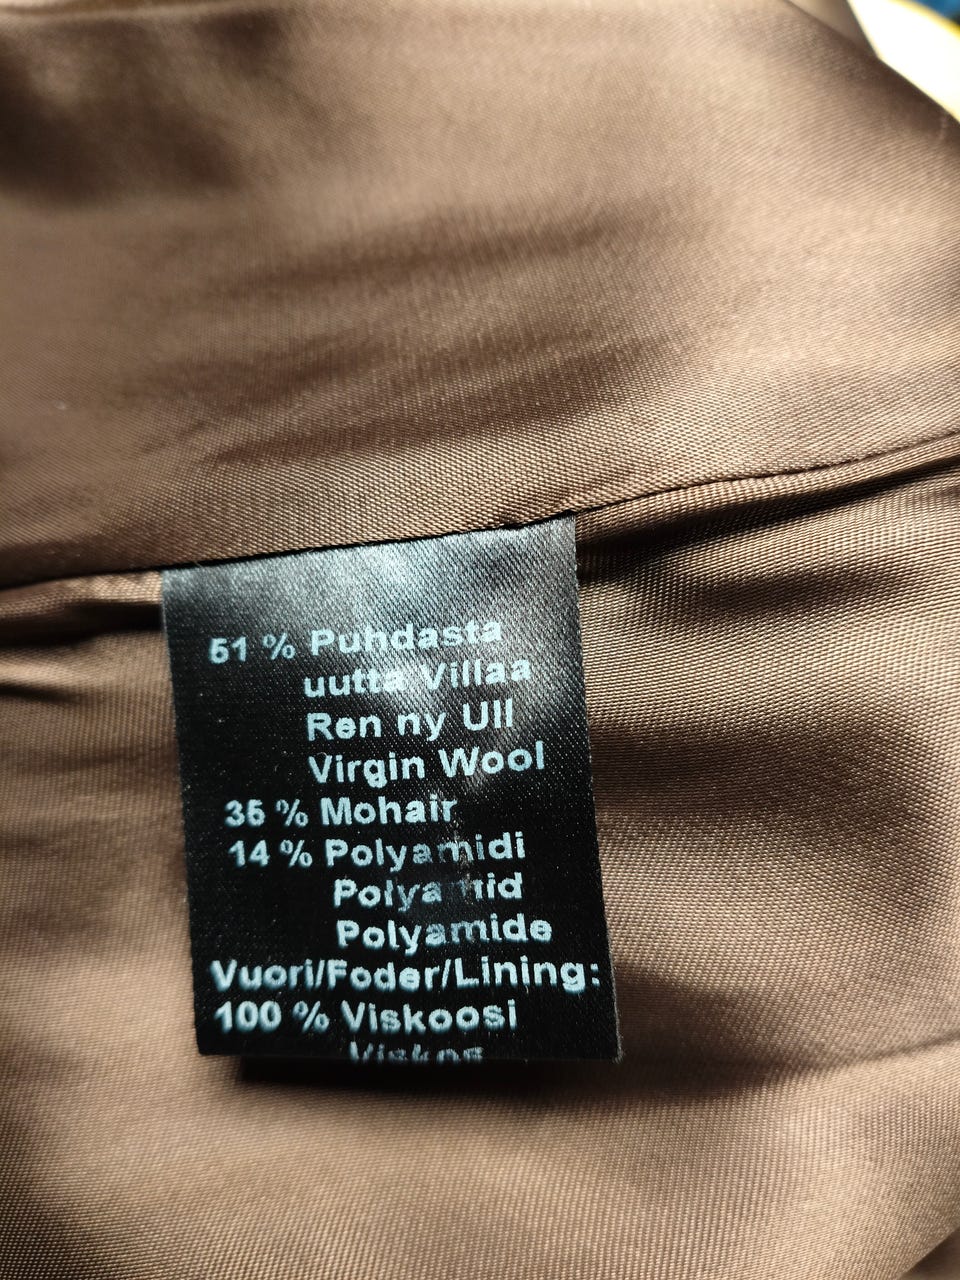 51 % Puhdasta
uutta Villaa
Ren ny Ull
Virgin Wool
35 % Mohair
14 % Polyamidi
Polyamid
Polyamide
Vuori/Foder/Lining:
100 % Viskoosi
Viskos